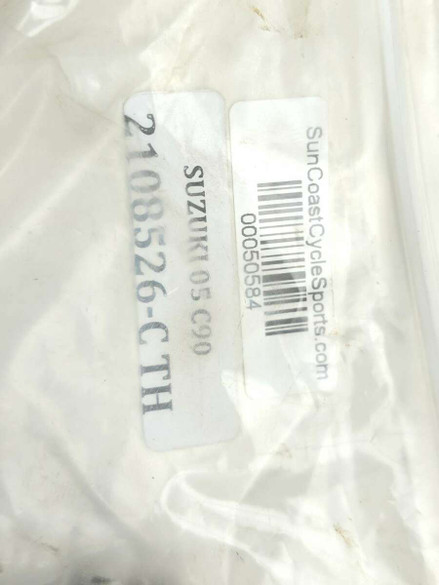 SunCoastCycleSports.com
00050584
SUZUKI 05 C90
2108526-C TH